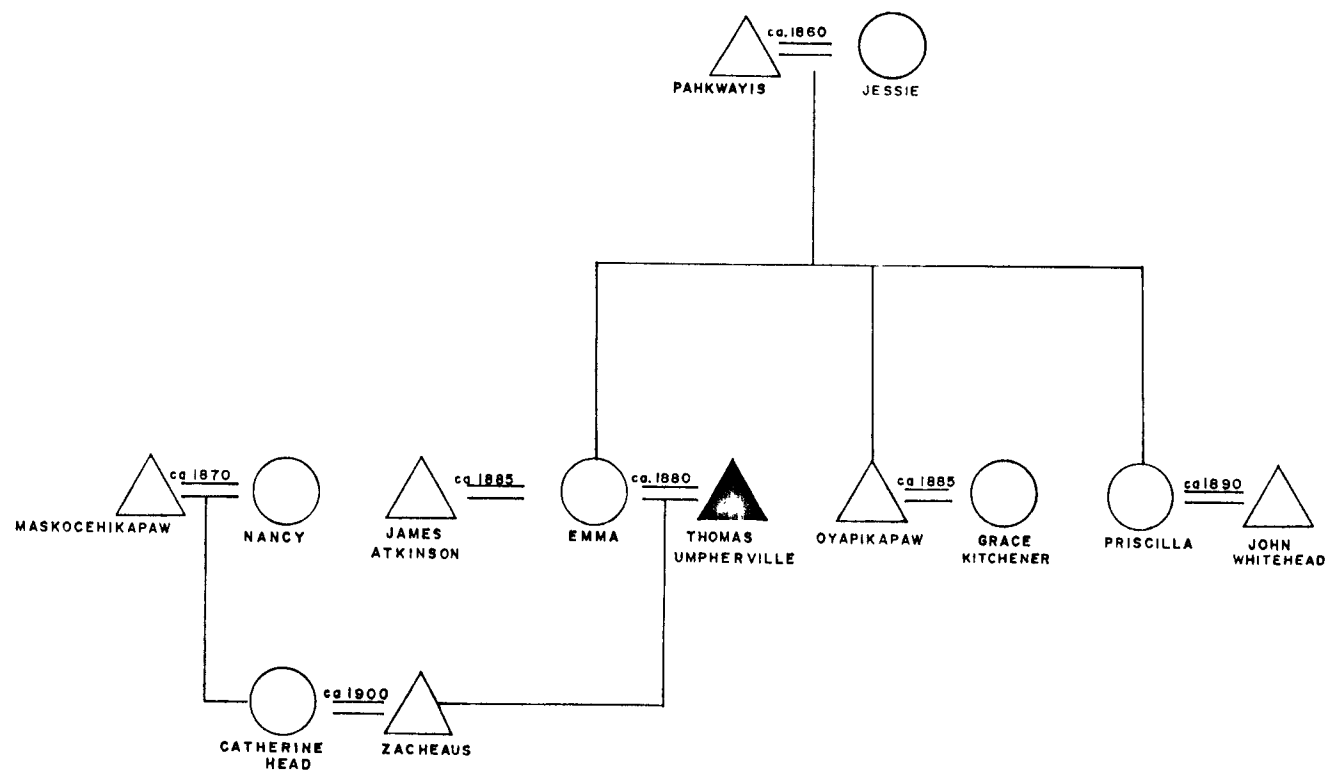 ca. 1860
PAHKWAYIS
JESSIE
ca 1870
ca 1885
ca. 1880
ca 1885
ca 1890
MASKOCEHIKAPAW
NANCY
JAMES
ATKINSON
EMMA
THOMAS
UMPHERVILLE
OYAPIKAPAW
GRACE
KITCHENER
PRISCILLA
JOHN
WHITEHEAD
ca 1900
CATHERINE
HEAD
ZACHEAUS